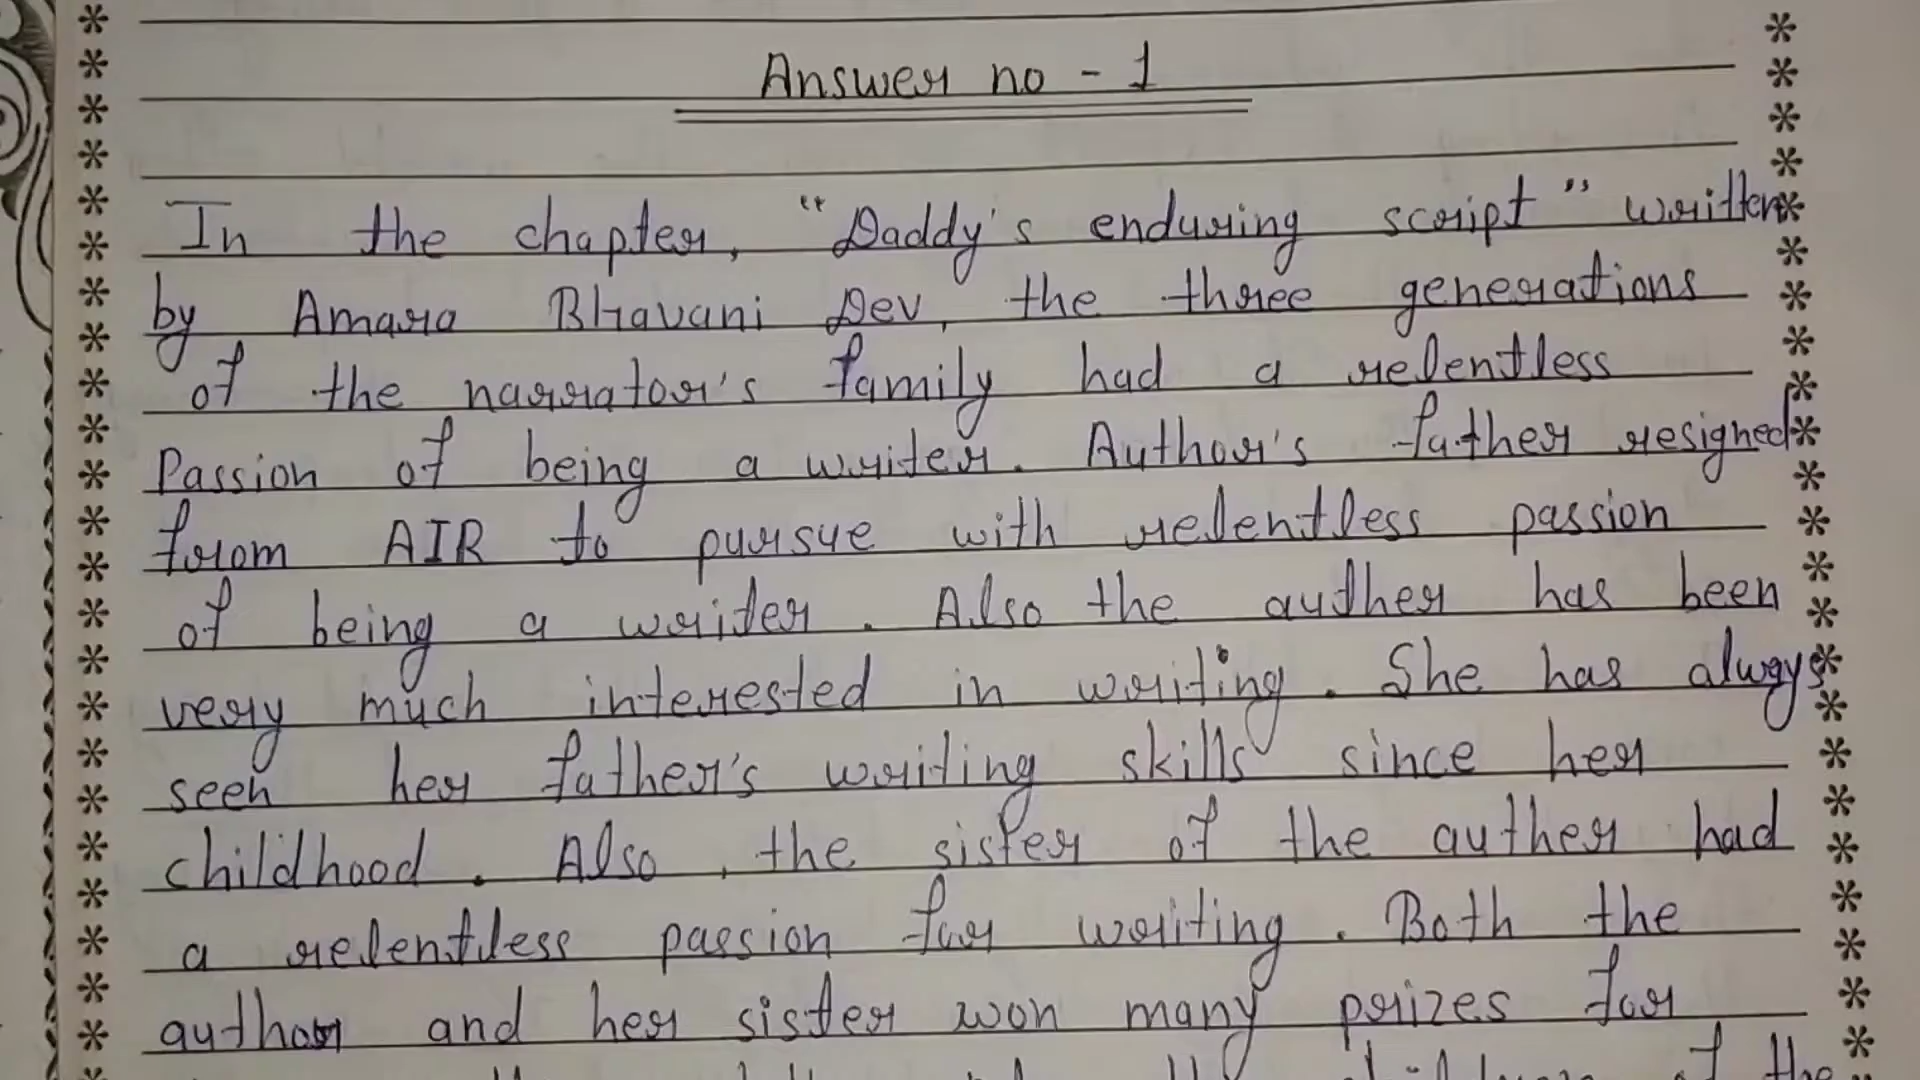 Answer no - 1
In the chapter, "Daddy's enduring script" written
by Amara Bhavani Dev, the three generations
of the narrator's family had a relentless
Passion of being a writer. Author's father resigned
from AIR to pursue with relentless passion
of being a writer. Also the auther has been
very much interested in writing. She has always
seen her father's writing skills since her
childhood. Also, the sister of the auther had
a relentless passion for writing. Both the
author and her sister won many prizes for
of the